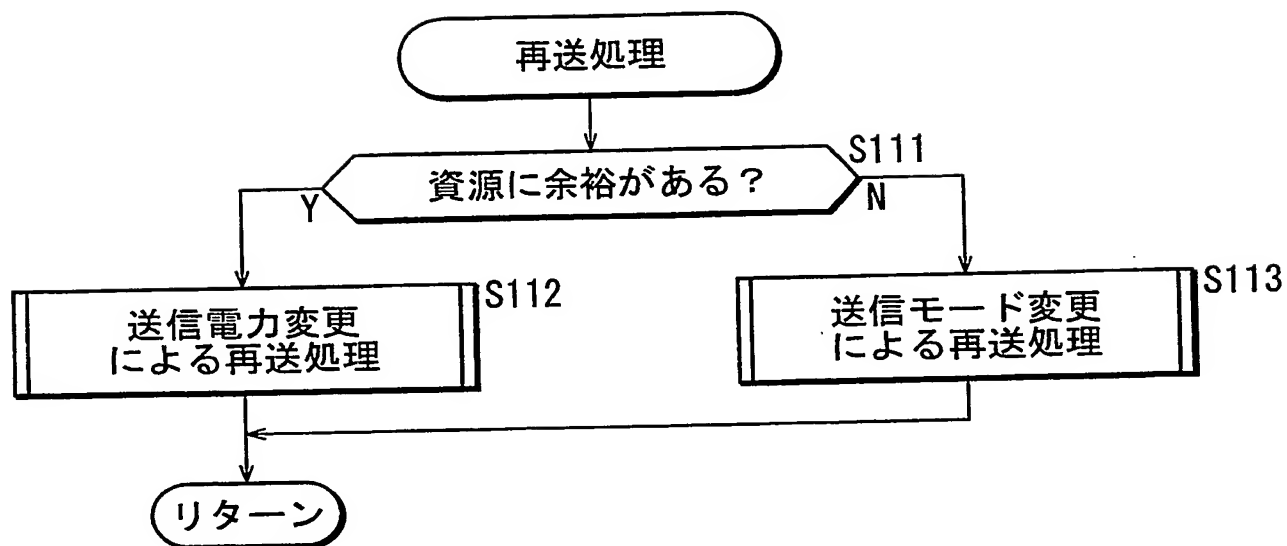 再送処理
資源に余裕がある？
S111
Y
N
送信電力変更
による再送処理
S112
送信モード変更
による再送処理
S113
リターン